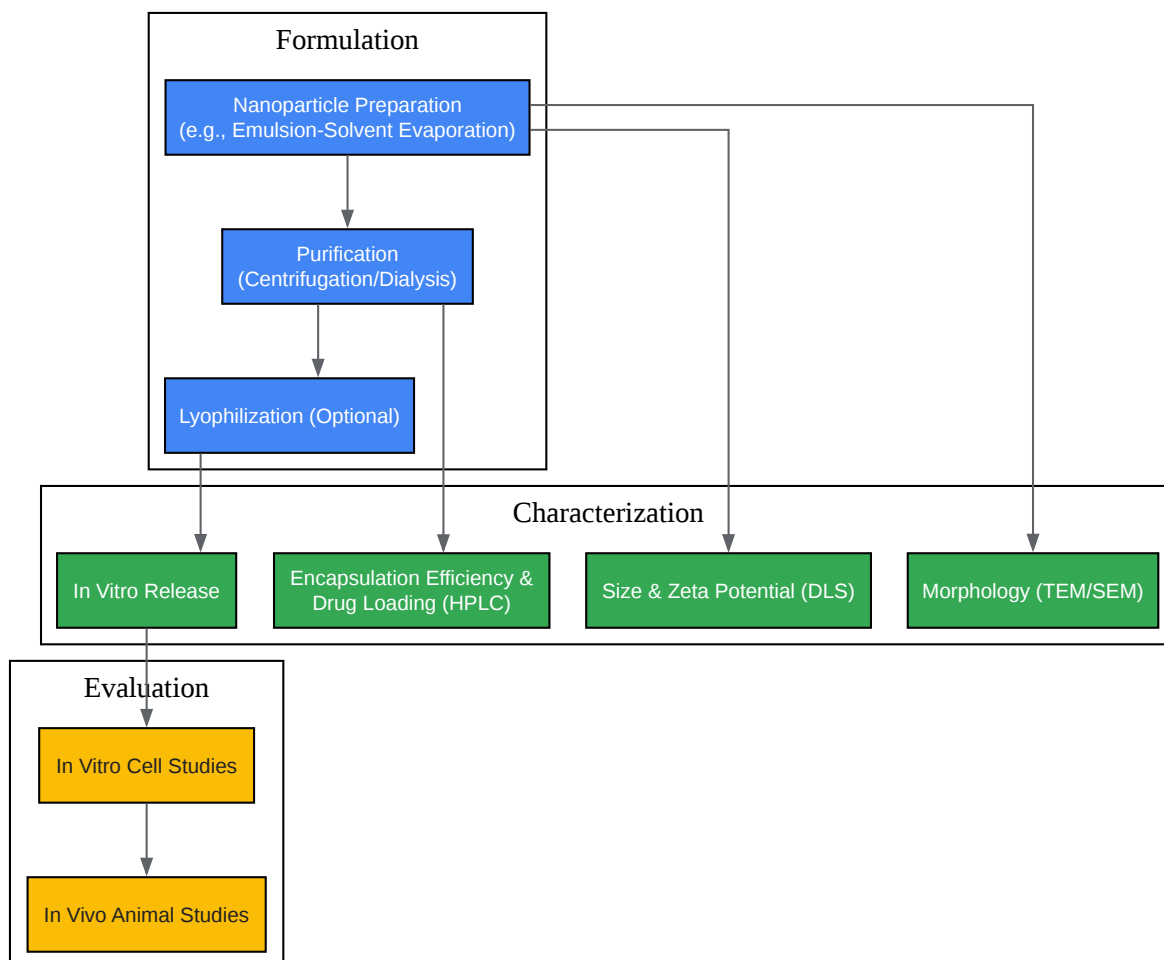 Formulation
Nanoparticle Preparation
(e.g., Emulsion-Solvent Evaporation)
Purification
(Centrifugation/Dialysis)
Lyophilization (Optional)
Characterization
In Vitro Release
Encapsulation Efficiency &
Drug Loading (HPLC)
Size & Zeta Potential (DLS)
Morphology (TEM/SEM)
Evaluation
In Vitro Cell Studies
In Vivo Animal Studies